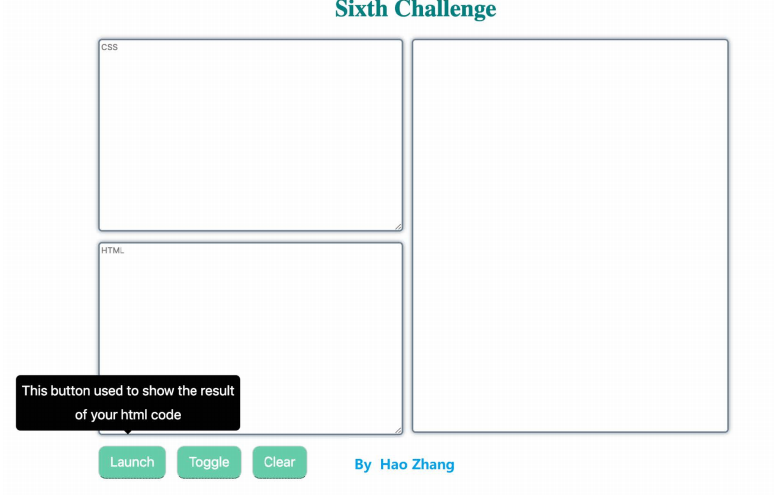 Sixth Challenge
CSS
HTML
This button used to show the result
of your html code
Launch
Toggle
Clear
By Hao Zhang